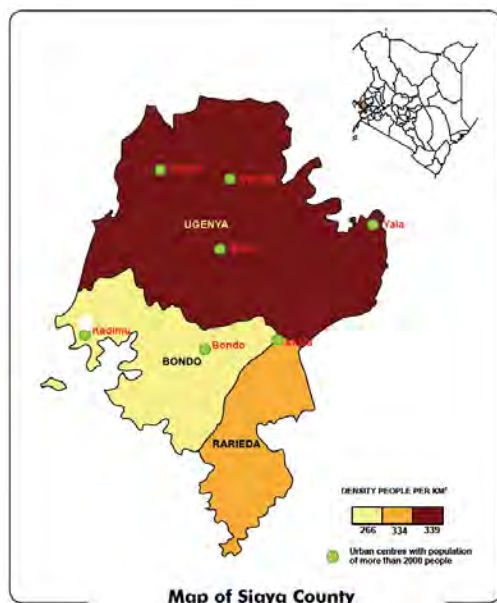 UGENYA
Yala
Kadimu
Bondo
BONDO
RARIEDA
DENSITY PEOPLE PER KM²
266 334 339
Urban centres with population
of more than 2000 people
Map of Siaya County